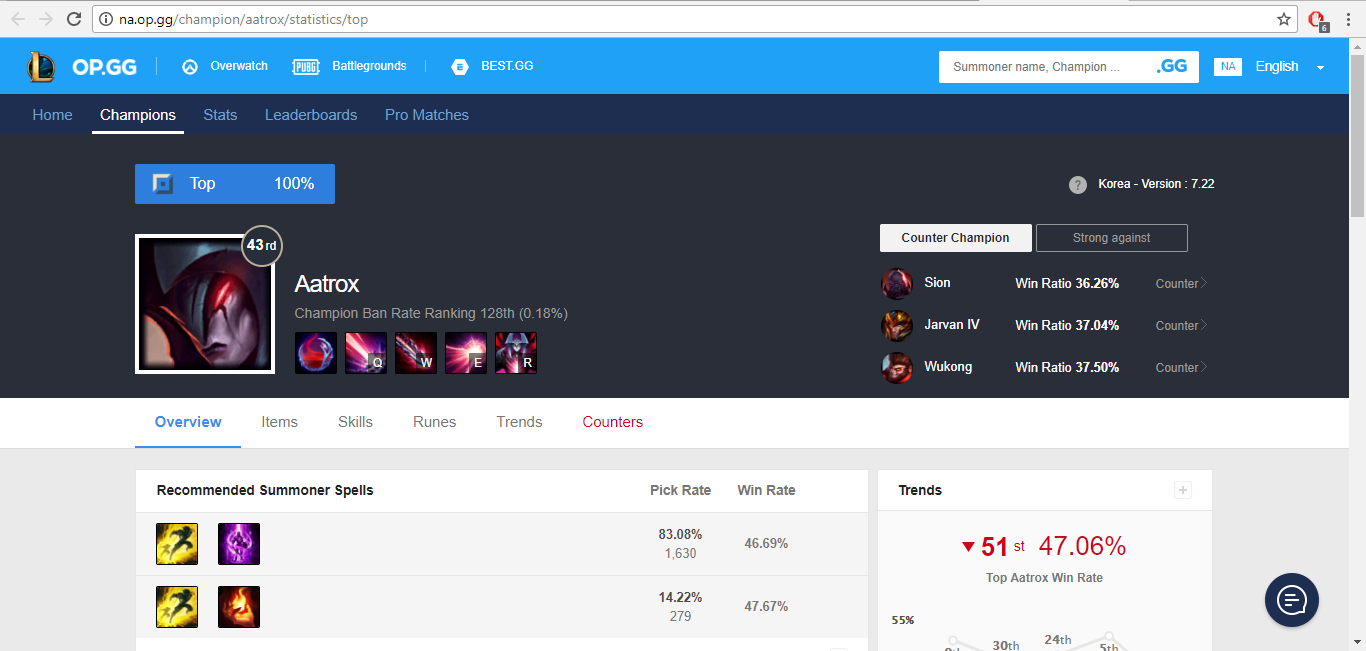 na.op.gg/champion/aatrox/statistics/top
6
OP.GG Overwatch PUBG Battlegrounds BEST.GG Summoner name, Champion ... .GG NA English
Home Champions Stats Leaderboards Pro Matches
Top 100% ? Korea - Version : 7.22
43rd
Counter Champion Strong against
Aatrox
Champion Ban Rate Ranking 128th (0.18%)
Q W E R
Sion Win Ratio 36.26% Counter
Jarvan IV Win Ratio 37.04% Counter
Wukong Win Ratio 37.50% Counter
Overview Items Skills Runes Trends Counters
Recommended Summoner Spells Pick Rate Win Rate
83.08%
1,630
46.69%
14.22%
279
47.67%
Trends +
51 st 47.06%
Top Aatrox Win Rate
55%
30th 24th 5th